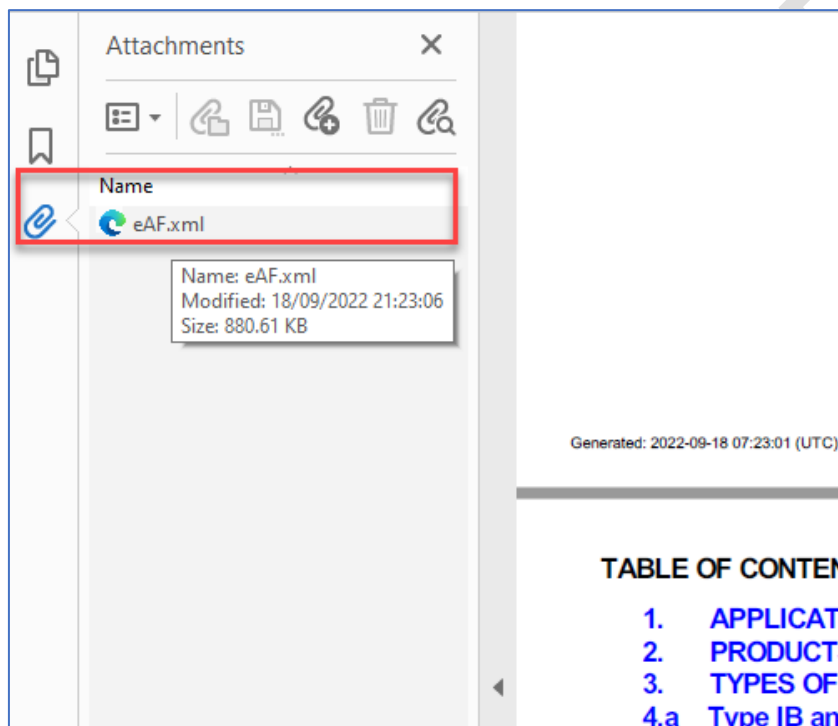 Attachments
Name
eAF.xml
Name: eAF.xml
Modified: 18/09/2022 21:23:06
Size: 880.61 KB
Generated: 2022-09-18 07:23:01 (UTC)
TABLE OF CONTEN
1. APPLICAT
2. PRODUCT
3. TYPES OF
4.a Type IB an